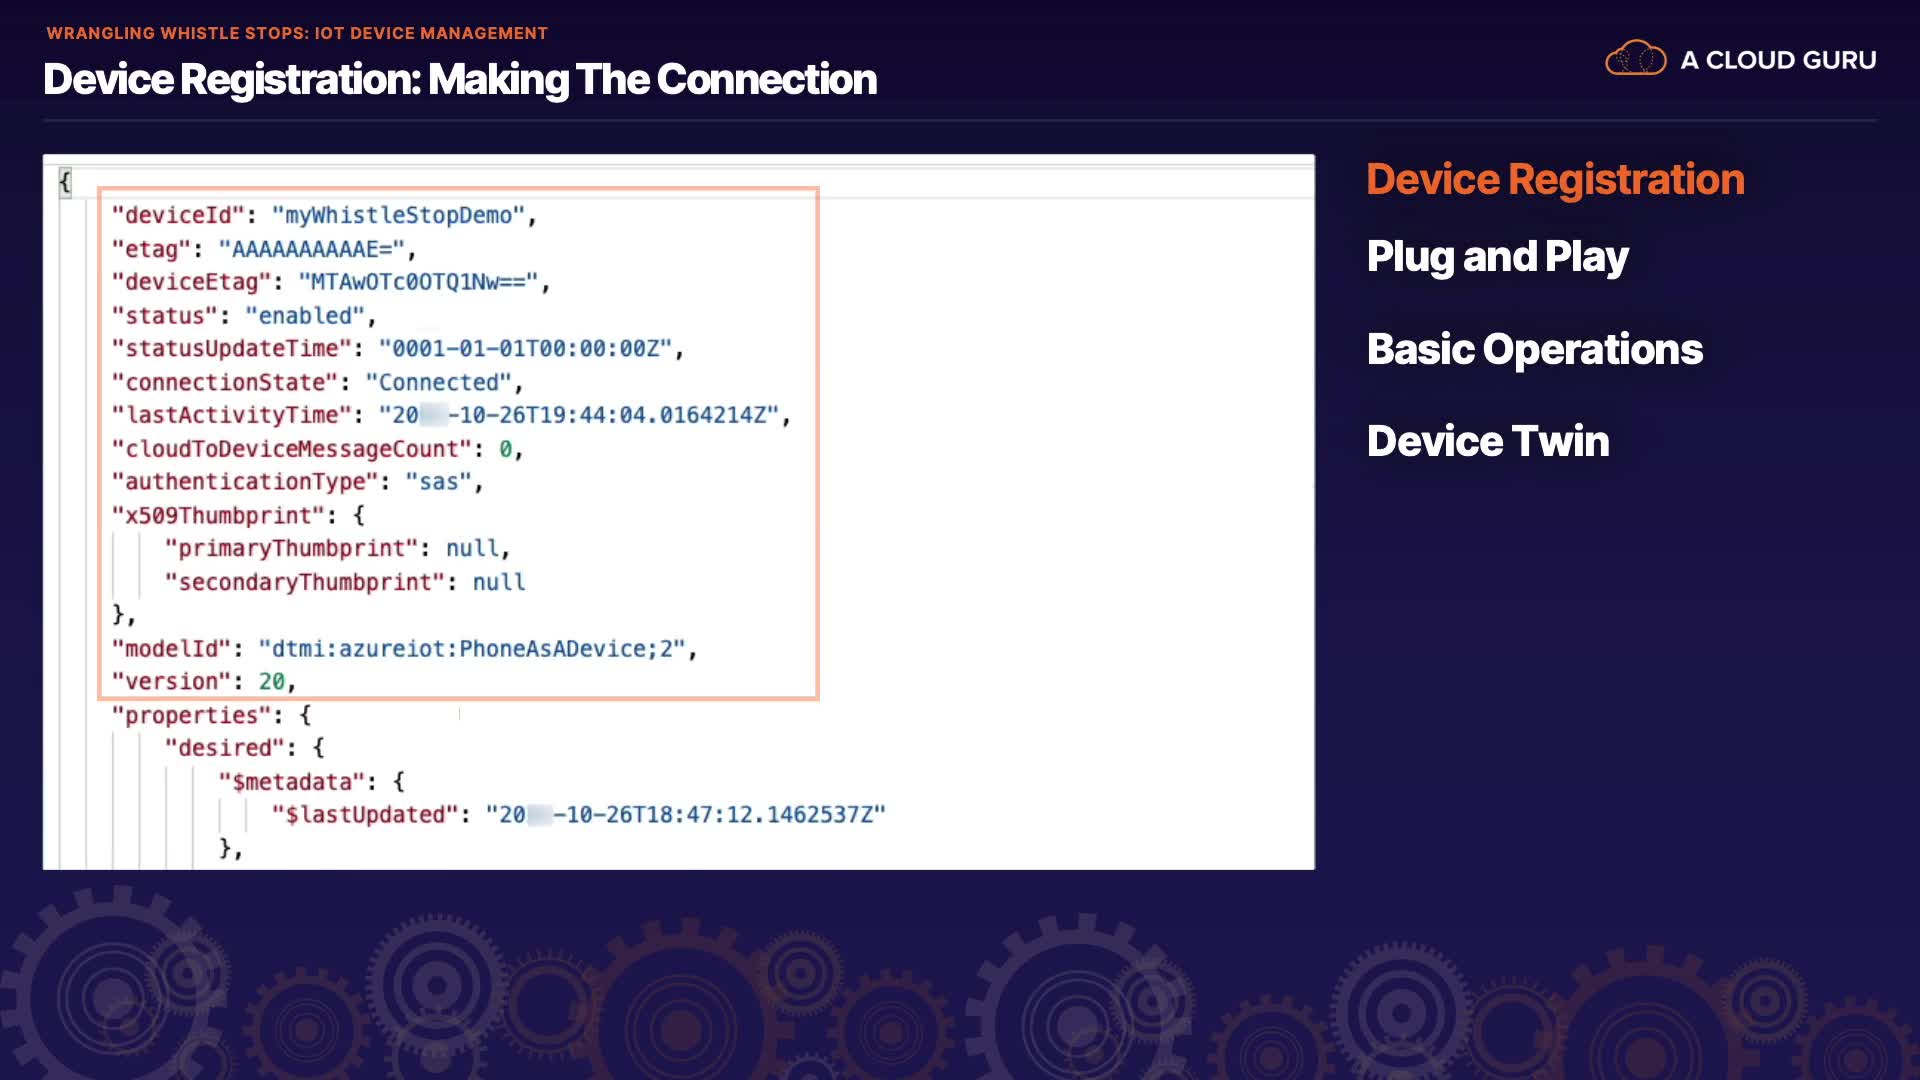 WRANGLING WHISTLE STOPS: IOT DEVICE MANAGEMENT
Device Registration: Making The Connection
A CLOUD GURU
{
"deviceId": "myWhistleStopDemo",
"etag": "AAAAAAAAAAE=",
"deviceEtag": "MTAwOTc0OTQ1Nw==",
"status": "enabled",
"statusUpdateTime": "0001-01-01T00:00:00Z",
"connectionState": "Connected",
"lastActivityTime": "20  -10-26T19:44:04.0164214Z",
"cloudToDeviceMessageCount": 0,
"authenticationType": "sas",
"x509Thumbprint": {
"primaryThumbprint": null,
"secondaryThumbprint": null
},
"modelId": "dtmi:azureiot:PhoneAsADevice;2",
"version": 20,
"properties": {
"desired": {
"$metadata": {
"$lastUpdated": "20  -10-26T18:47:12.1462537Z"
},
Device Registration
Plug and Play
Basic Operations
Device Twin